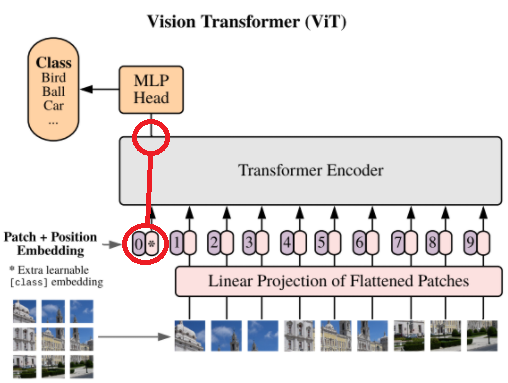 Vision Transformer (ViT)
Class
Bird
Ball
Car
...
MLP
Head
Transformer Encoder
Patch + Position
Embedding
0 * 1 2 3 4 5 6 7 8 9
* Extra learnable
[class] embedding
Linear Projection of Flattened Patches